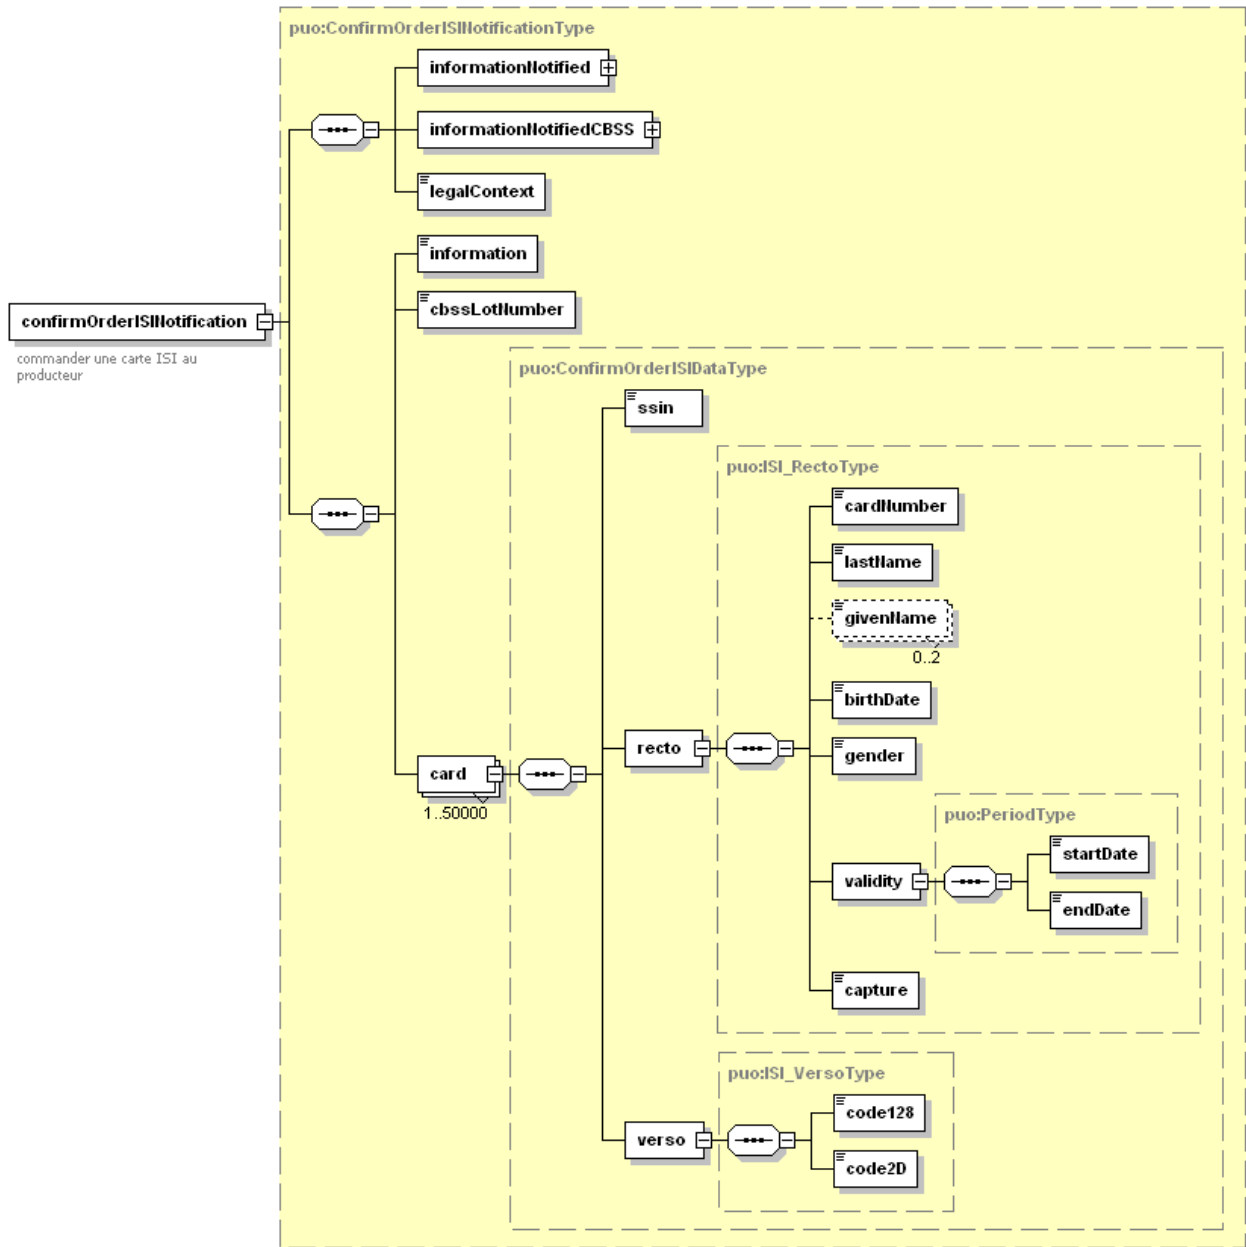 puo:ConfirmOrderISINotificationType
informationNotified
informationNotifiedCBSS
legalContext
information
cbssLotNumber
confirmOrderISINotification
commander une carte ISI au
producteur
puo:ConfirmOrderISIDataType
ssin
puo:ISI_RectoType
cardNumber
lastName
givenName
0..2
birthDate
recto
gender
card
1..50000
puo:PeriodType
startDate
validity
endDate
capture
puo:ISI_VersoType
code128
verso
code2D